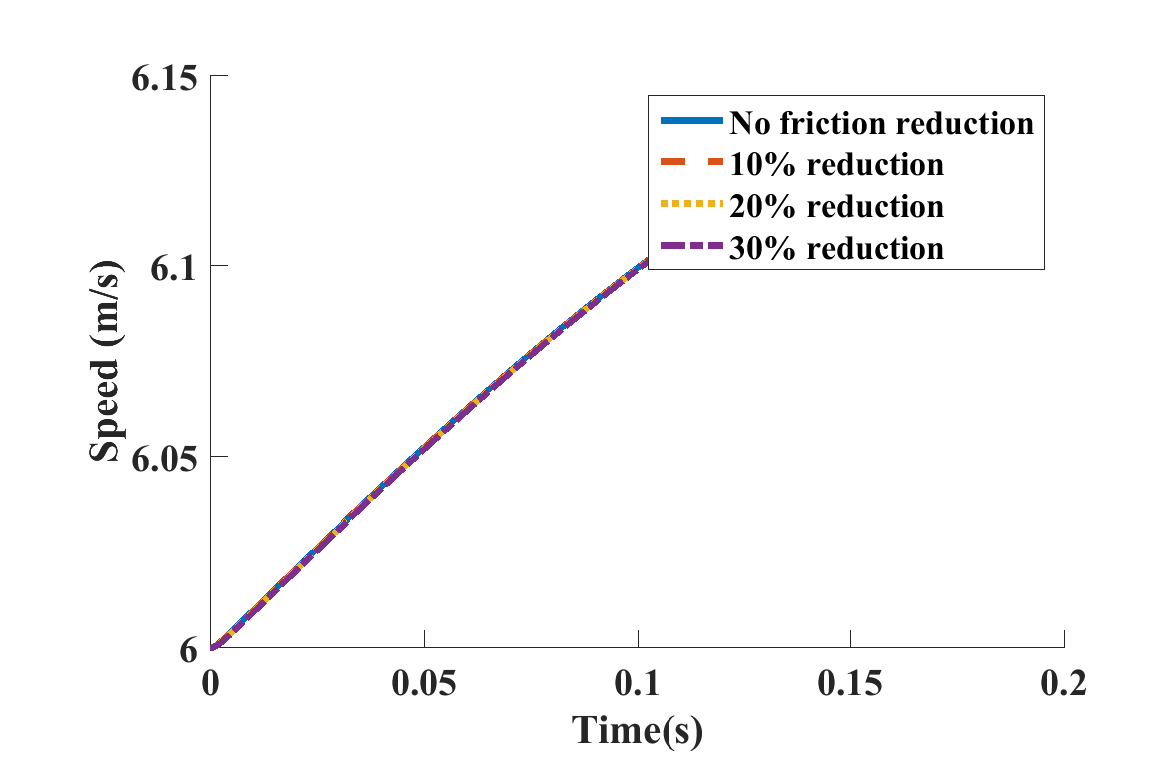 6.15
6.1
6.05
6
Speed (m/s)
No friction reduction
10% reduction
20% reduction
30% reduction
0
0.05
0.1
0.15
0.2
Time(s)